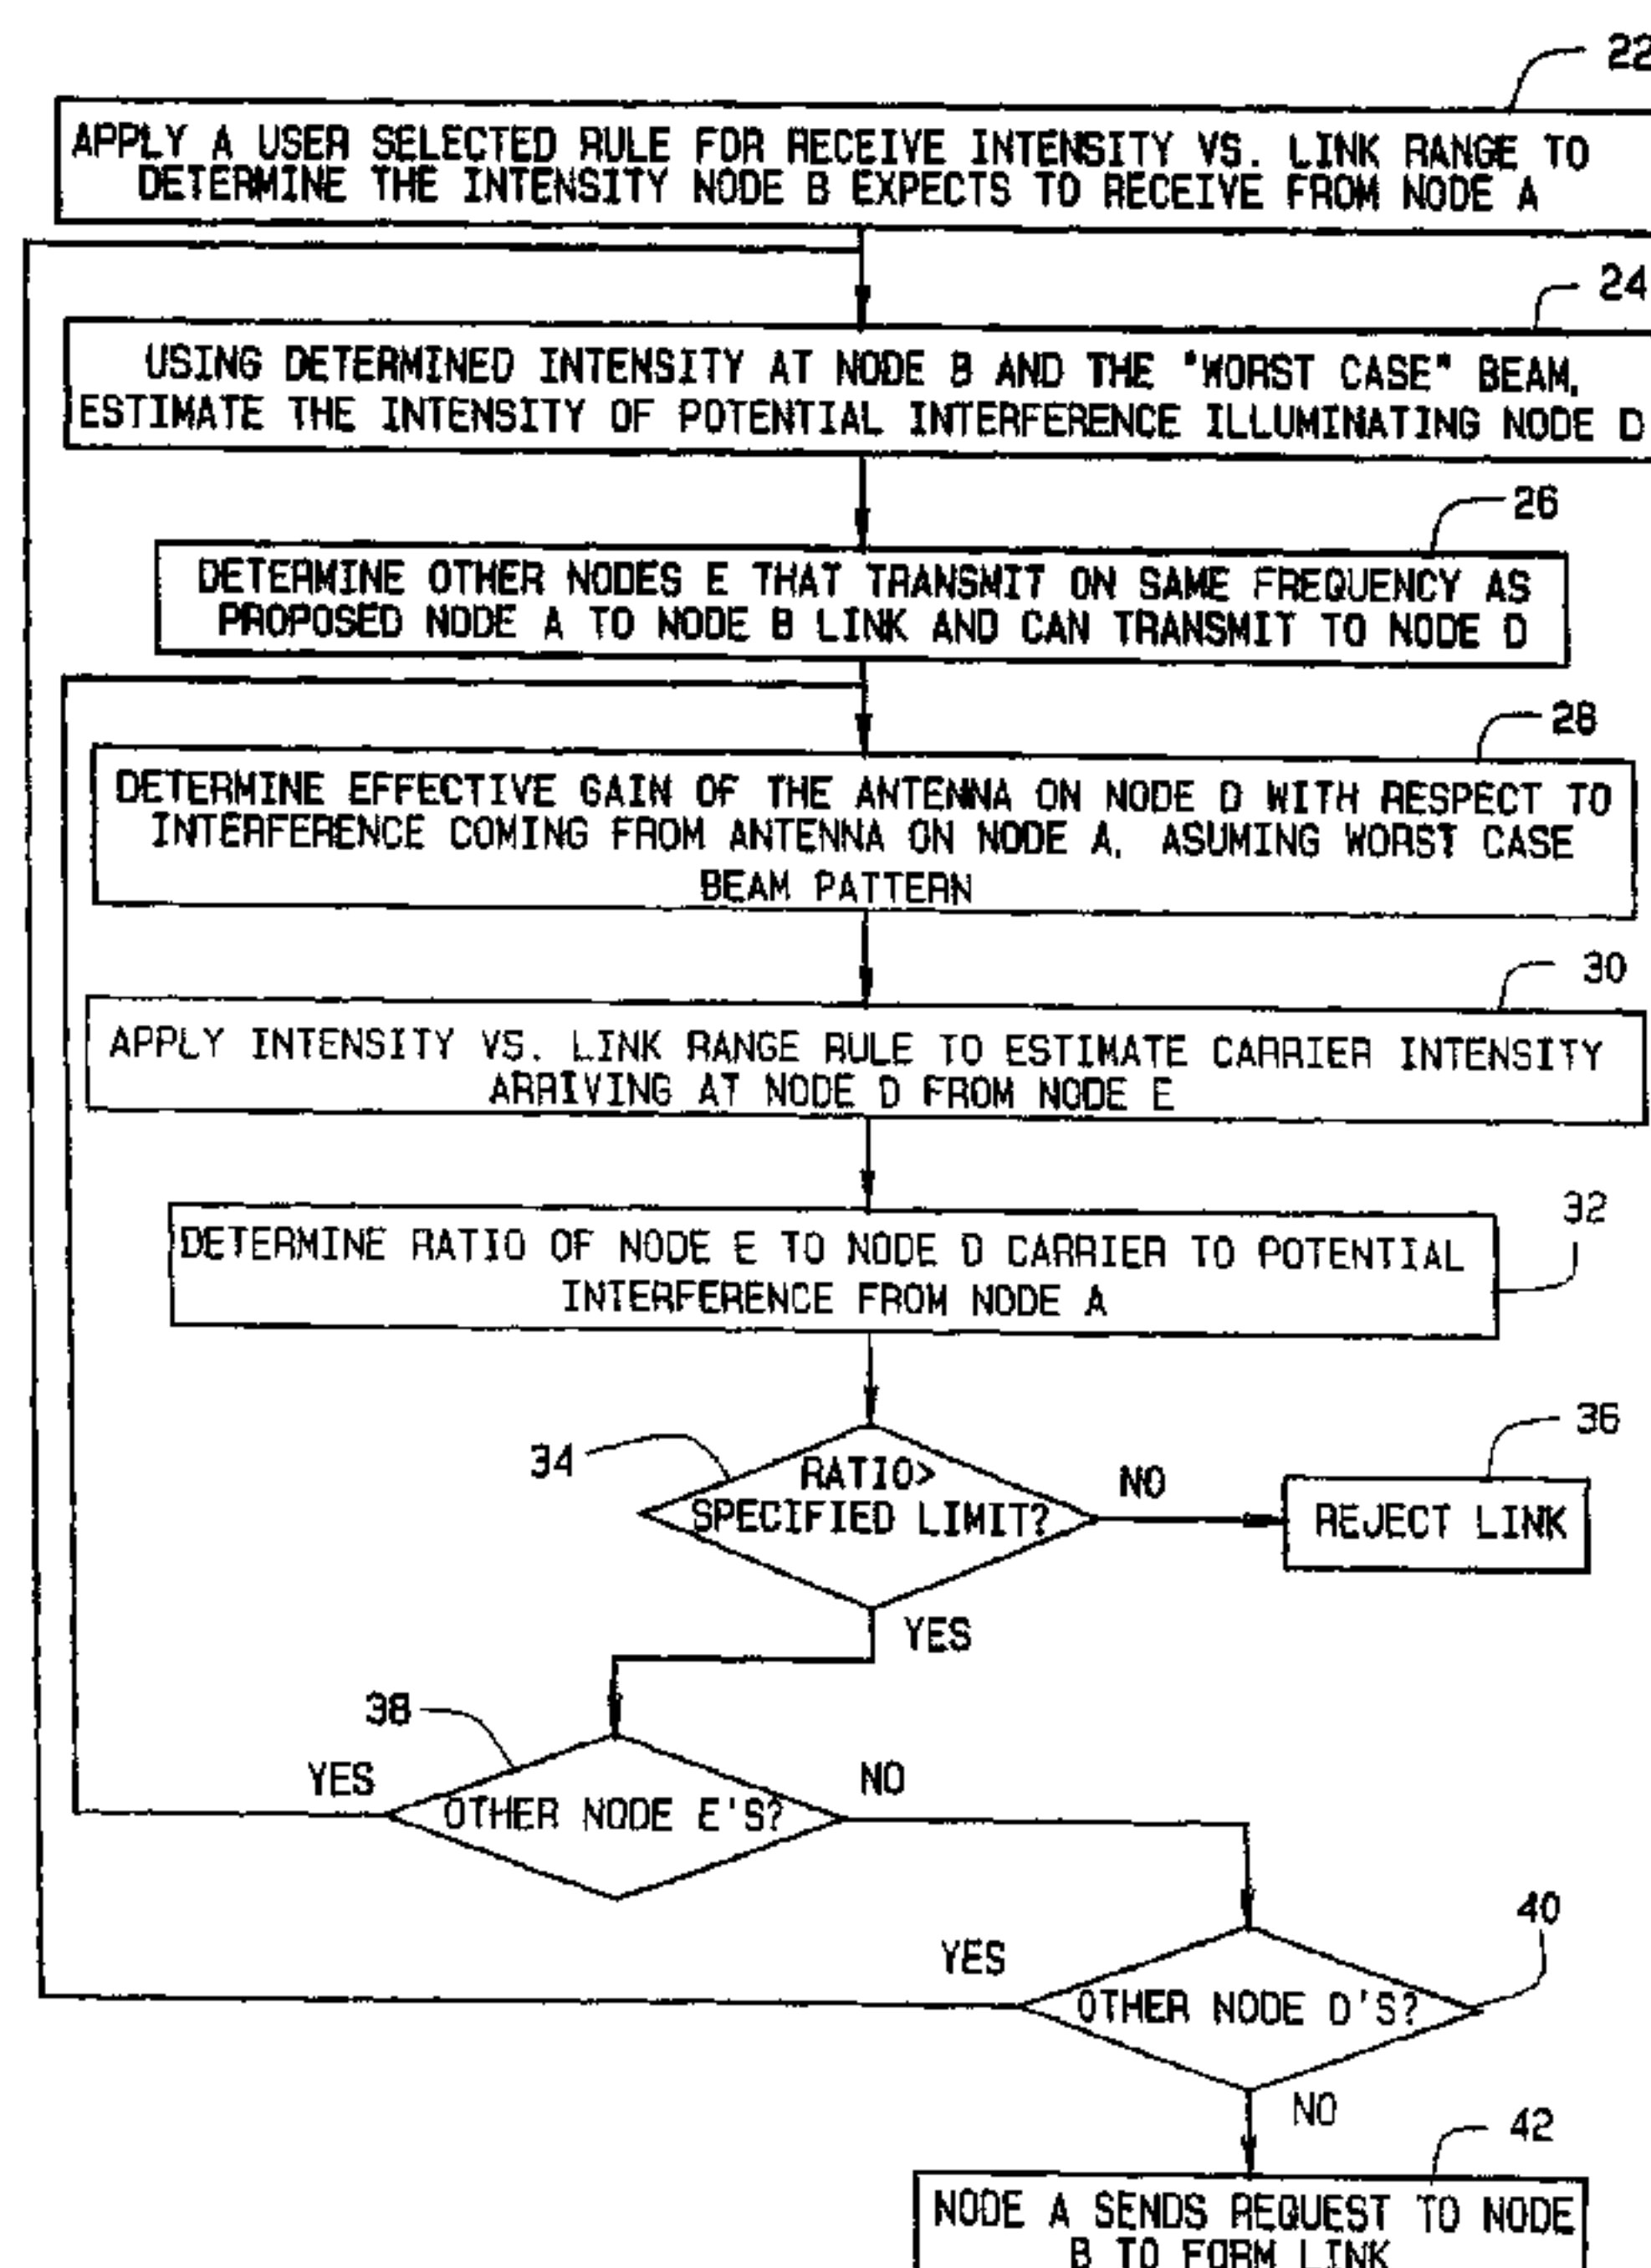 22
APPLY A USER SELECTED RULE FOR RECEIVE INTENSITY VS. LINK RANGE TO
DETERMINE THE INTENSITY NODE B EXPECTS TO RECEIVE FROM NODE A
24
USING DETERMINED INTENSITY AT NODE B AND THE "WORST CASE" BEAM,
ESTIMATE THE INTENSITY OF POTENTIAL INTERFERENCE ILLUMINATING NODE D
26
DETERMINE OTHER NODES E THAT TRANSMIT ON SAME FREQUENCY AS
PROPOSED NODE A TO NODE B LINK AND CAN TRANSMIT TO NODE D
28
DETERMINE EFFECTIVE GAIN OF THE ANTENNA ON NODE D WITH RESPECT TO
INTERFERENCE COMING FROM ANTENNA ON NODE A, ASUMING WORST CASE
BEAM PATTERN
30
APPLY INTENSITY VS. LINK RANGE RULE TO ESTIMATE CARRIER INTENSITY
ARRIVING AT NODE D FROM NODE E
32
DETERMINE RATIO OF NODE E TO NODE D CARRIER TO POTENTIAL
INTERFERENCE FROM NODE A
34
RATIO>
SPECIFIED LIMIT?
NO
36
REJECT LINK
YES
38
YES
OTHER NODE E'S?
NO
40
YES
OTHER NODE D'S?
NO
42
NODE A SENDS REQUEST TO NODE
B TO FORM LINK